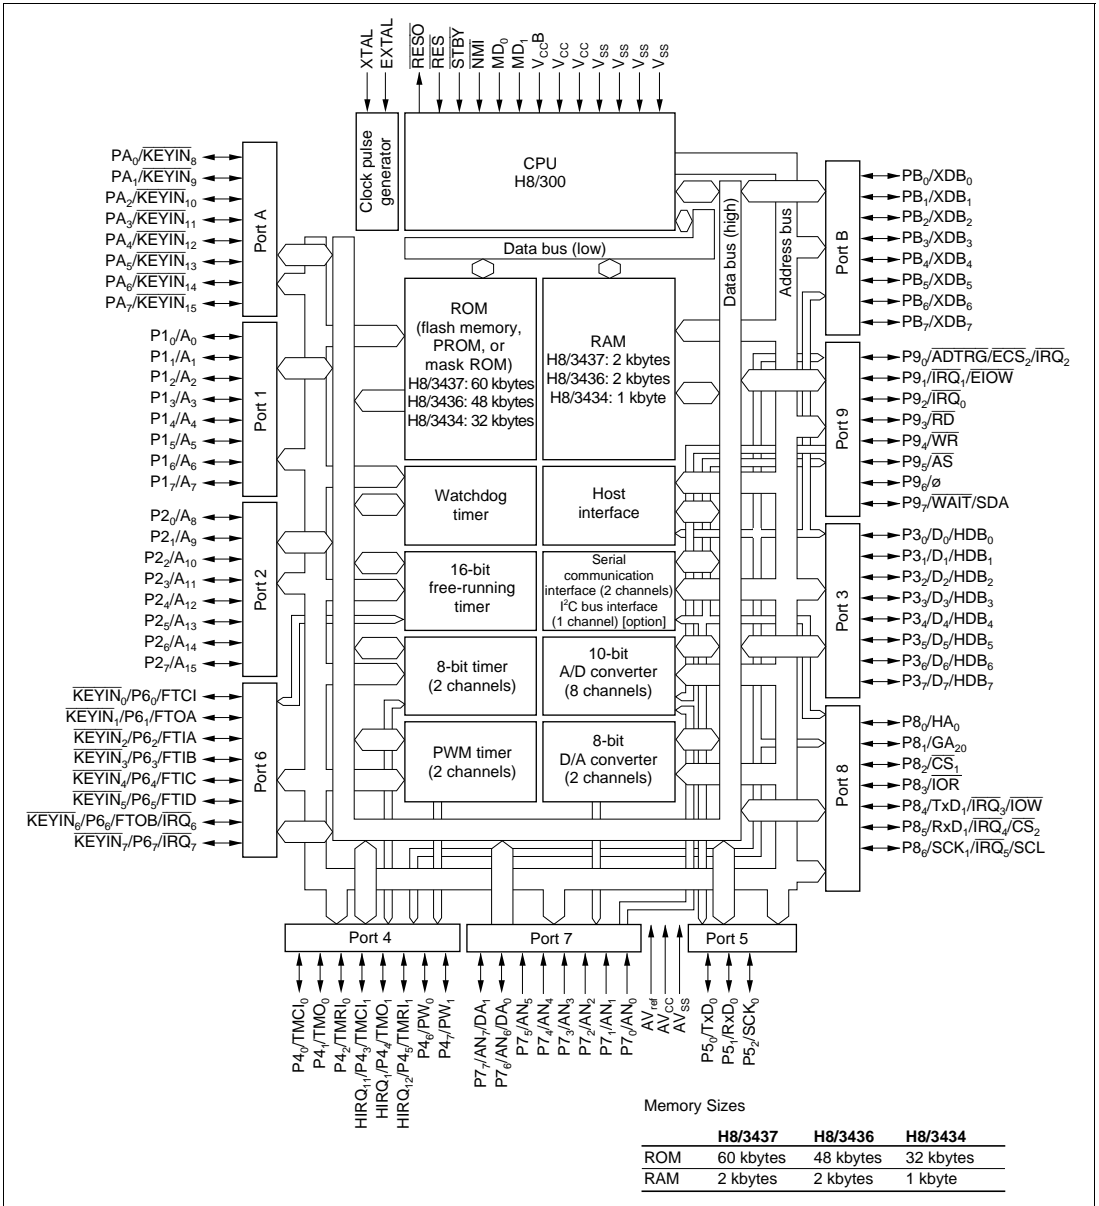 XTAL
EXTAL
RESO
RES
STBY
NMI
MD0
MD1
VCCB
VCC
VCC
VSS
VSS
VSS
VSS
Clock pulse
generator
CPU
H8/300
Data bus (low)
Data bus (high)
Address bus
Port A
PA0/KEYIN8
PA1/KEYIN9
PA2/KEYIN10
PA3/KEYIN11
PA4/KEYIN12
PA5/KEYIN13
PA6/KEYIN14
PA7/KEYIN15
Port 1
P10/A0
P11/A1
P12/A2
P13/A3
P14/A4
P15/A5
P16/A6
P17/A7
Port 2
P20/A8
P21/A9
P22/A10
P23/A11
P24/A12
P25/A13
P26/A14
P27/A15
Port 6
KEYIN0/P60/FTCI
KEYIN1/P61/FTOA
KEYIN2/P62/FTIA
KEYIN3/P63/FTIB
KEYIN4/P64/FTIC
KEYIN5/P65/FTID
KEYIN6/P66/FTOB/IRQ6
KEYIN7/P67/IRQ7
ROM
(flash memory,
PROM, or
mask ROM)
H8/3437: 60 kbytes
H8/3436: 48 kbytes
H8/3434: 32 kbytes
RAM
H8/3437: 2 kbytes
H8/3436: 2 kbytes
H8/3434: 1 kbyte
Watchdog
timer
Host
interface
16-bit
free-running
timer
Serial
communication
interface (2 channels)
I2C bus interface
(1 channel) [option]
8-bit timer
(2 channels)
10-bit
A/D converter
(8 channels)
PWM timer
(2 channels)
8-bit
D/A converter
(2 channels)
Port B
PB0/XDB0
PB1/XDB1
PB2/XDB2
PB3/XDB3
PB4/XDB4
PB5/XDB5
PB6/XDB6
PB7/XDB7
Port 9
P90/ADTRG/ECS2/IRQ2
P91/IRQ1/EIOW
P92/IRQ0
P93/RD
P94/WR
P95/AS
P96/ø
P97/WAIT/SDA
Port 3
P30/D0/HDB0
P31/D1/HDB1
P32/D2/HDB2
P33/D3/HDB3
P34/D4/HDB4
P35/D5/HDB5
P36/D6/HDB6
P37/D7/HDB7
Port 8
P80/HA0
P81/GA20
P82/CS1
P83/IOR
P84/TxD1/IRQ3/IOW
P85/RxD1/IRQ4/CS2
P86/SCK1/IRQ5/SCL
Port 4
P40/TMCI0
P41/TMO0
P42/TMRI0
HIRQ11/P43/TMCI1
HIRQ1/P44/TMO1
HIRQ12/P45/TMRI1
P46/PW0
P47/PW1
Port 7
P77/AN7/DA1
P76/AN6/DA0
P75/AN5
P74/AN4
P73/AN3
P72/AN2
P71/AN1
P70/AN0
AVref
AVCC
AVSS
Port 5
P50/TxD0
P51/RxD0
P52/SCK0
Memory Sizes
H8/3437 H8/3436 H8/3434
ROM 60 kbytes 48 kbytes 32 kbytes
RAM 2 kbytes 2 kbytes 1 kbyte